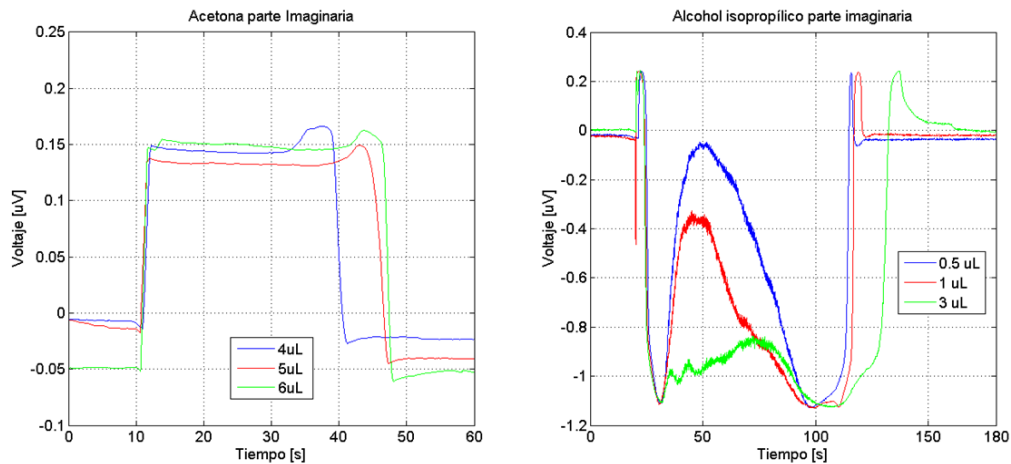 Acetona parte Imaginaria
0.25
0.2
0.15
0.1
0.05
0
-0.05
-0.1
Voltaje [uV]
4uL
5uL
6uL
0 10 20 30 40 50 60
Tiempo [s]
Alcohol isopropílico parte imaginaria
0.4
0.2
0
-0.2
-0.4
-0.6
-0.8
-1
-1.2
Voltaje [uV]
0.5 uL
1 uL
3 uL
0 50 100 150 180
Tiempo [s]